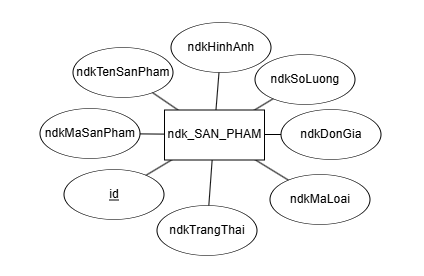 ndkHinhAnh
ndkTenSanPham
ndkSoLuong
ndkMaSanPham
ndk_SAN_PHAM
ndkDonGia
id
ndkMaLoai
ndkTrangThai